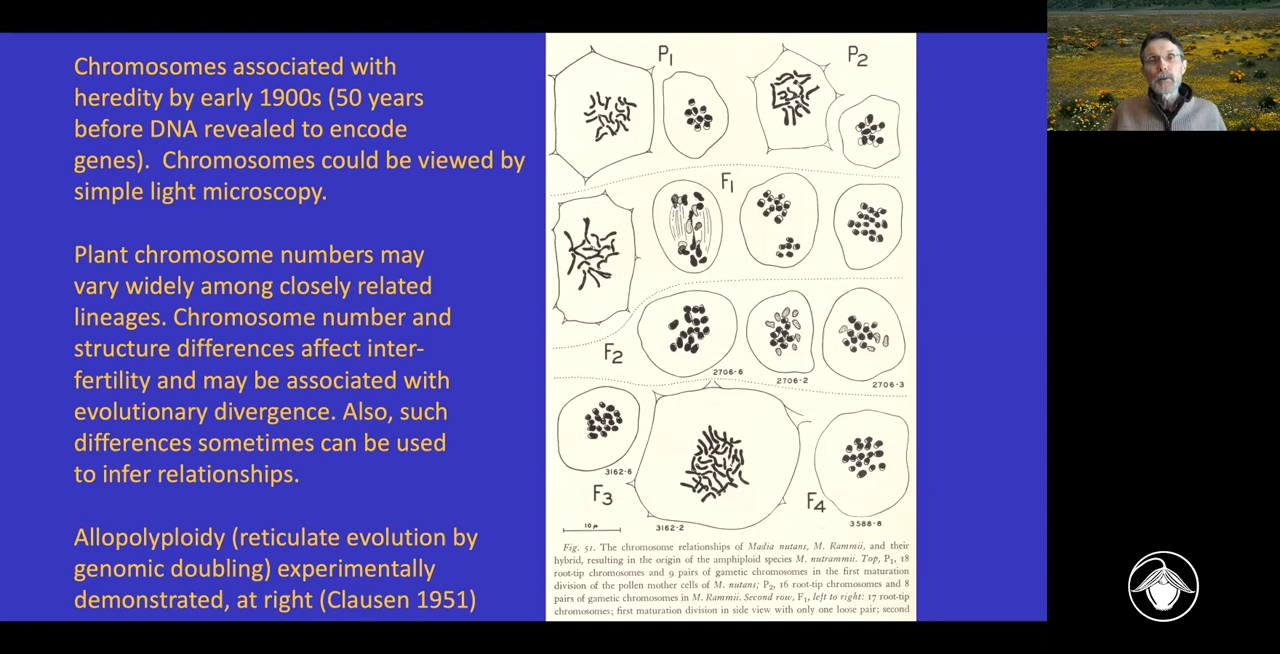 Chromosomes associated with
heredity by early 1900s (50 years
before DNA revealed to encode
genes).  Chromosomes could be viewed by
simple light microscopy.
Plant chromosome numbers may
vary widely among closely related
lineages. Chromosome number and
structure differences affect inter-
fertility and may be associated with
evolutionary divergence. Also, such
differences sometimes can be used
to infer relationships.
Allopolyploidy (reticulate evolution by
genomic doubling) experimentally
demonstrated, at right (Clausen 1951)
P1
P2
F1
F2
2706-6
2706-2
2706-3
3162-6
F3
F4
10 μ
3162-2
3588-8
Fig. 51. The chromosome relationships of Madia nutans, M. Rammii, and their
hybrid, resulting in the origin of the amphiploid species M. nutrammii. Top, P1, 18
root-tip chromosomes and 9 pairs of gametic chromosomes in the first maturation
division of the pollen mother cells of M. nutans; P2, 16 root-tip chromosomes and 8
pairs of gametic chromosomes in M. Rammii. Second row, F1, left to right: 17 root-tip
chromosomes; first maturation division in side view with only one loose pair; second